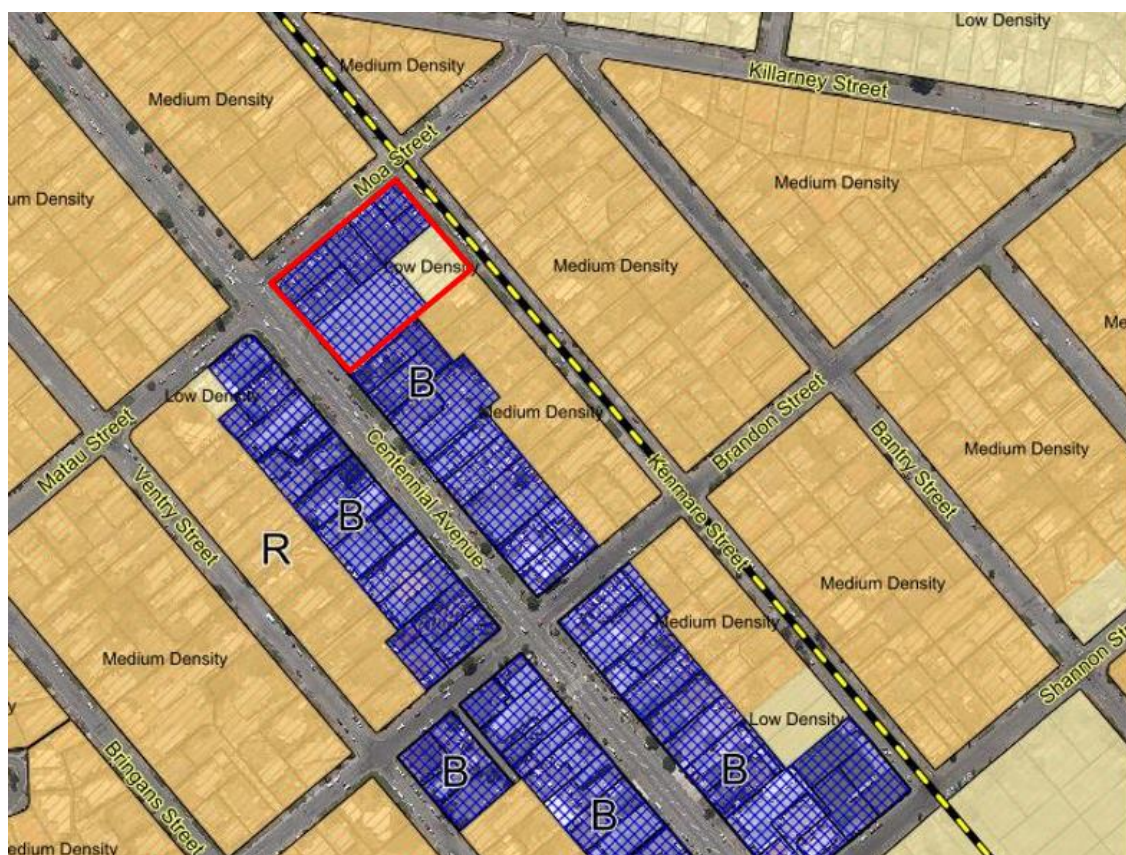 Low Density
Killarney Street
Medium Density
Medium Density
Moa Street
Medium Density
um Density
Low Density
Medium Density
Me
B
Low Density
Medium Density
Brandon Street
Bantry Street
Medium Density
Matau Street
Centennial Avenue
Kenmare Street
Ventry Street
B
R
Medium Density
Medium Density
Medium Density
Shannon St
Low Density
Bringans Street
B
B
B
edium Density